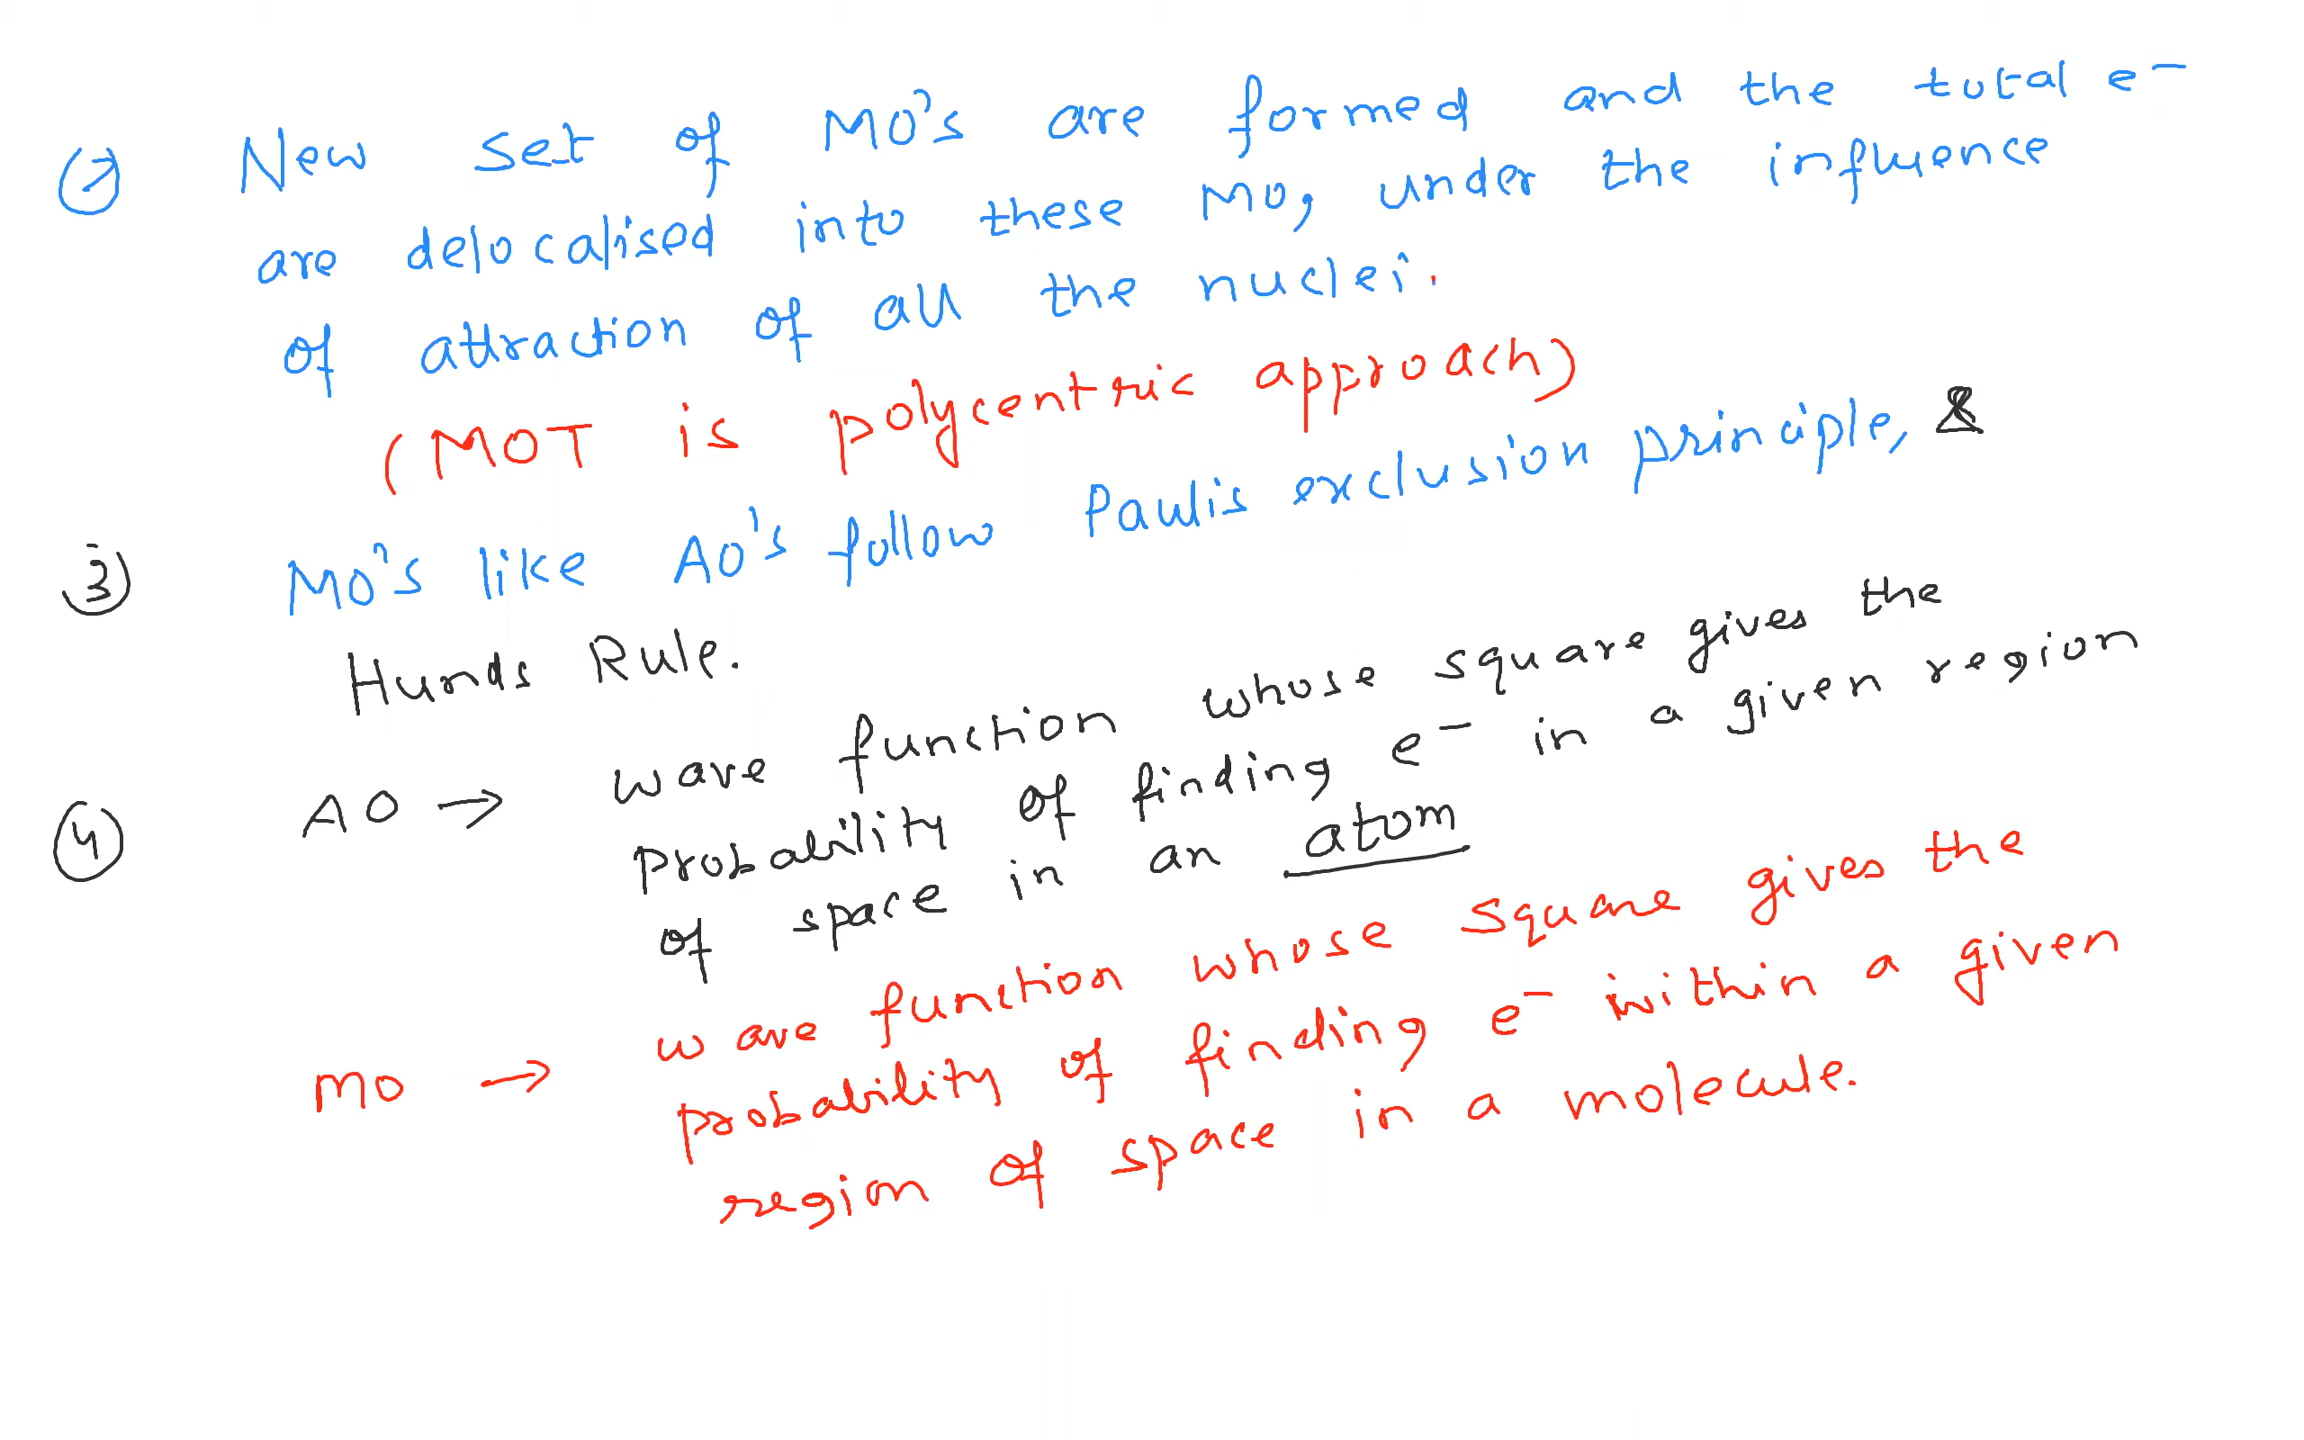 ② New set of MO's are formed and the total e⁻
are delocalised into these MO, under the influence
of attraction of all the nuclei.
(MOT is polycentric approach)
③ MO's like AO's follow Paulis exclusion principle, &
Hunds Rule.
④ AO → wave function whose square gives the
probability of finding e⁻ in a given region
of space in an atom
MO → wave function whose square gives the
probability of finding e⁻ within a given
region of space in a molecule.